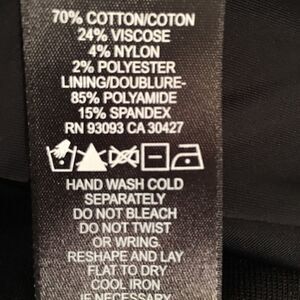 70% COTTON/COTON
24% VISCOSE
4% NYLON
2% POLYESTER
LINING/DOUBLURE-
85% POLYAMIDE
15% SPANDEX
RN 93093 CA 30427
HAND WASH COLD
SEPARATELY
DO NOT BLEACH
DO NOT TWIST
OR WRING.
RESHAPE AND LAY
FLAT TO DRY
COOL IRON
IF NECESSARY